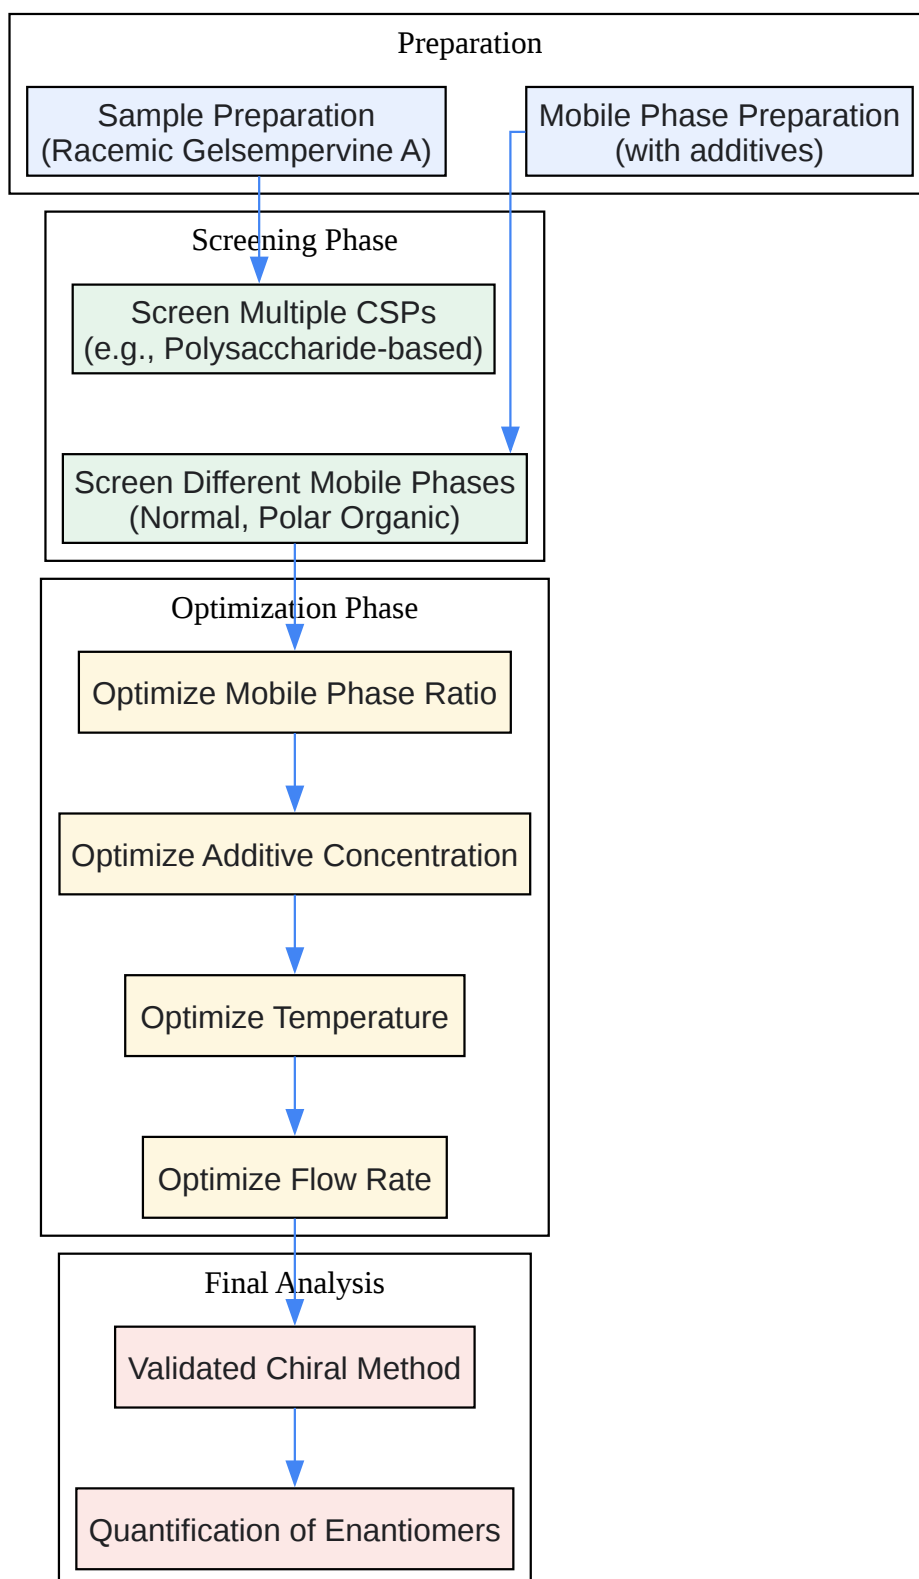 Preparation
Sample Preparation
(Racemic Gelsempervine A)
Mobile Phase Preparation
(with additives)
Screening Phase
Screen Multiple CSPs
(e.g., Polysaccharide-based)
Screen Different Mobile Phases
(Normal, Polar Organic)
Optimization Phase
Optimize Mobile Phase Ratio
Optimize Additive Concentration
Optimize Temperature
Optimize Flow Rate
Final Analysis
Validated Chiral Method
Quantification of Enantiomers